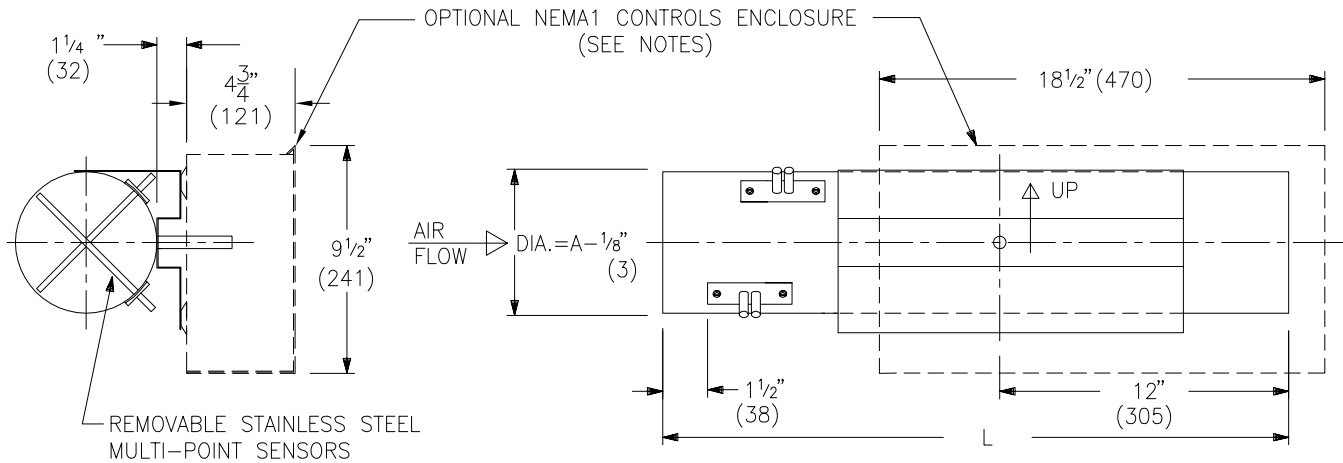 OPTIONAL NEMA1 CONTROLS ENCLOSURE
(SEE NOTES)
1 1/4 "
(32)
4 3/4"
(121)
18 1/2" (470)
UP
AIR
FLOW
DIA.=A-1/8"
(3)
9 1/2"
(241)
1 1/2"
(38)
12"
(305)
L
REMOVABLE STAINLESS STEEL
MULTI-POINT SENSORS